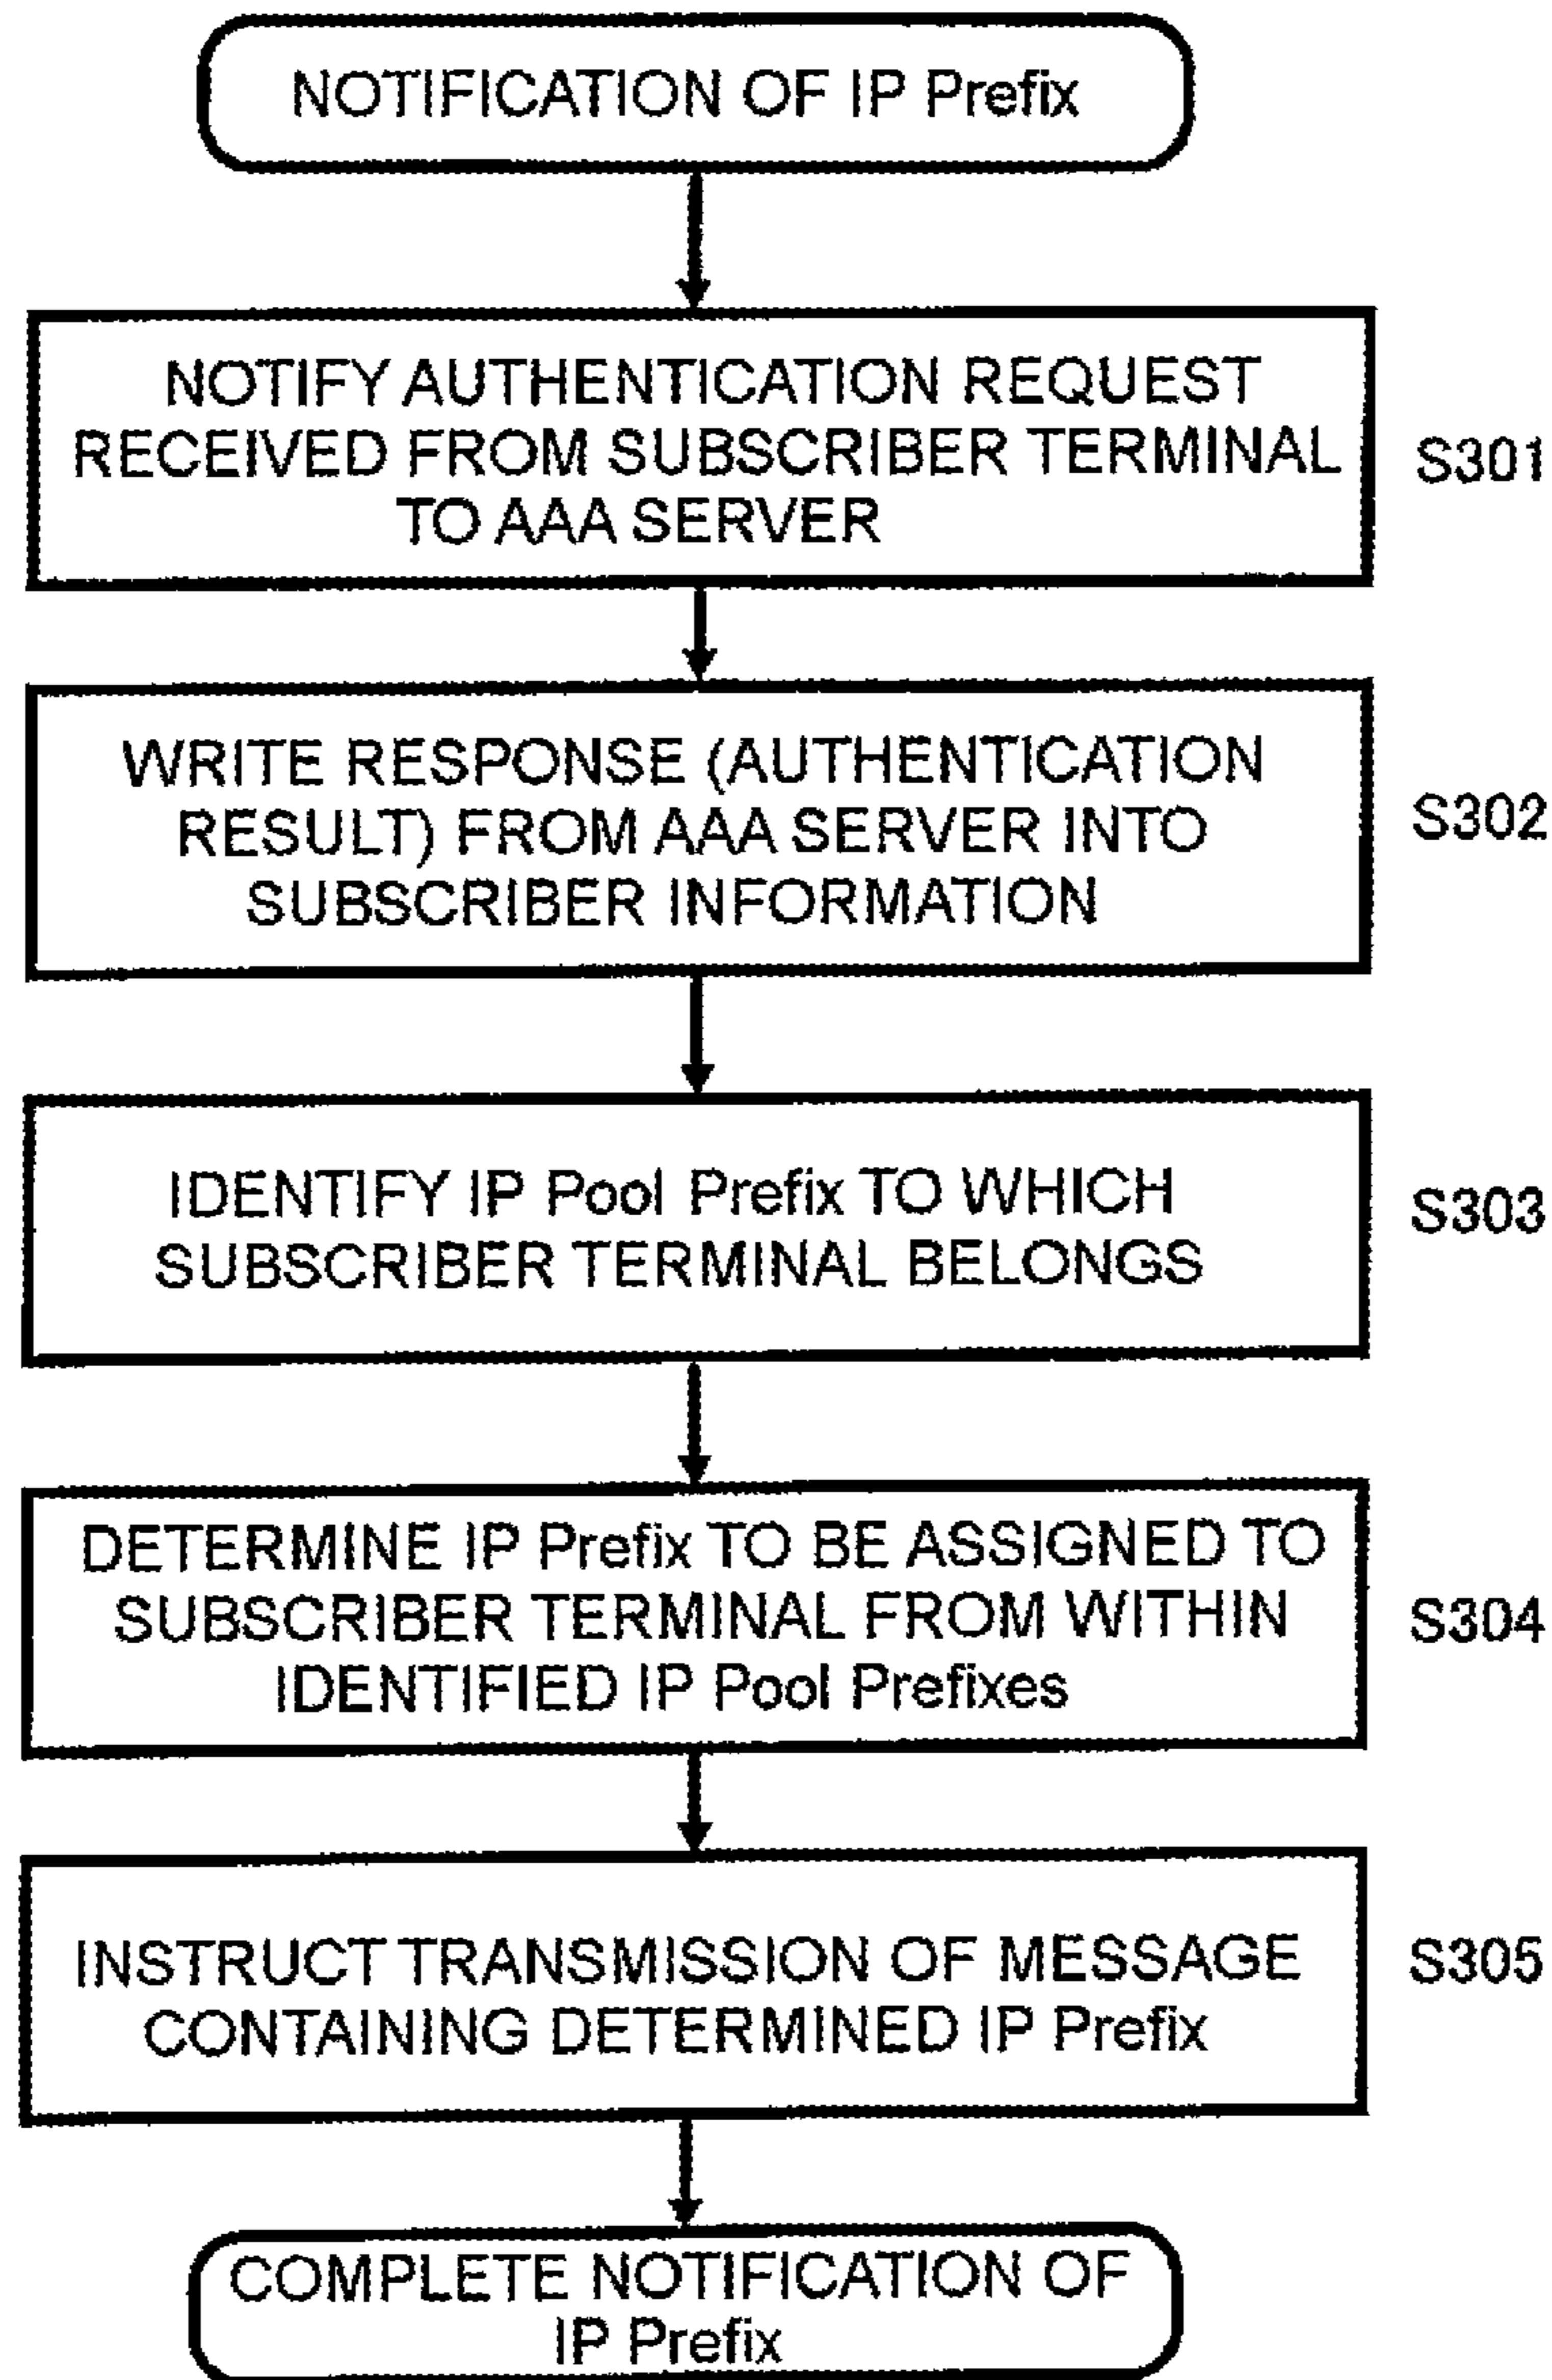 NOTIFICATION OF IP Prefix
NOTIFY AUTHENTICATION REQUEST
RECEIVED FROM SUBSCRIBER TERMINAL
TO AAA SERVER
S301
WRITE RESPONSE (AUTHENTICATION
RESULT) FROM AAA SERVER INTO
SUBSCRIBER INFORMATION
S302
IDENTIFY IP Pool Prefix TO WHICH
SUBSCRIBER TERMINAL BELONGS
S303
DETERMINE IP Prefix TO BE ASSIGNED TO
SUBSCRIBER TERMINAL FROM WITHIN
IDENTIFIED IP Pool Prefixes
S304
INSTRUCT TRANSMISSION OF MESSAGE
CONTAINING DETERMINED IP Prefix
S305
COMPLETE NOTIFICATION OF
IP Prefix